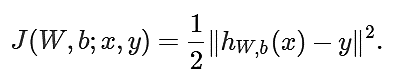 J(W, b; x, y) = \frac{1}{2} \|h_{W,b}(x) - y\|^2.